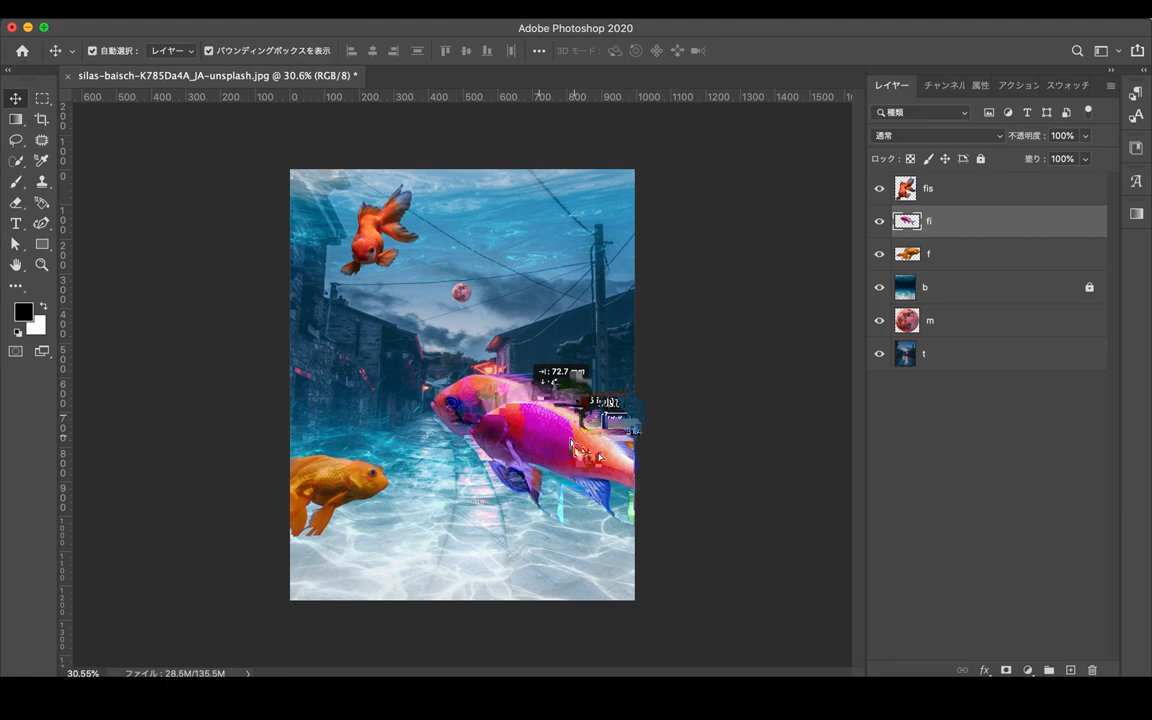 Adobe Photoshop 2020
自動選択： レイヤー バウンディングボックスを表示 3D モード：
silas-baisch-K785Da4A_JA-unsplash.jpg @ 30.6% (RGB/8) *
600 500 400 300 200 100 0 100 200 300 400 500 600 700 800 900 1000 1100 1200 1300 1400 1500
レイヤー チャンネル 属性 アクション スウォッチ
種類
通常 不透明度： 100%
ロック： 塗り： 100%
fis
fi
f
b
m
t
72.7 mm
30.55% ファイル : 28.5M/135.5M